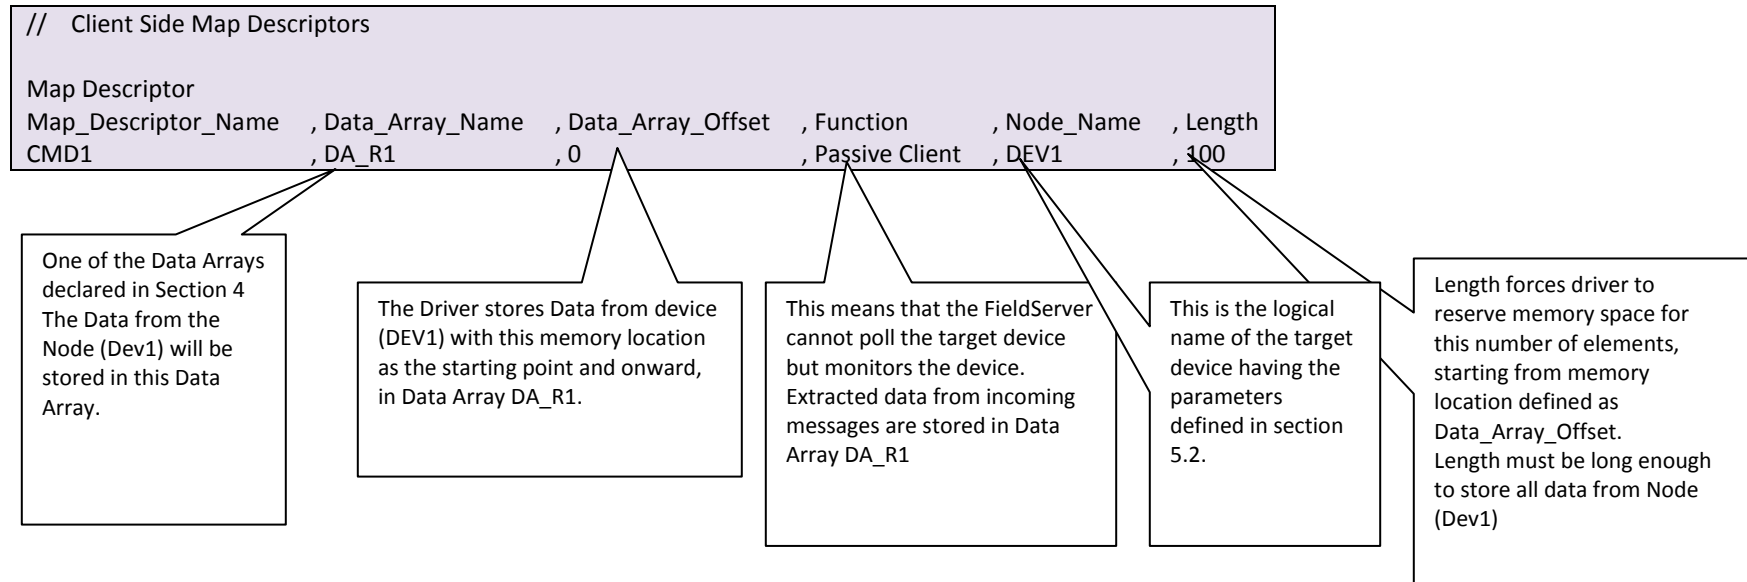 // Client Side Map Descriptors
Map Descriptor
Map_Descriptor_Name , Data_Array_Name , Data_Array_Offset , Function , Node_Name , Length
CMD1 , DA_R1 , 0 , Passive Client , DEV1 , 100
One of the Data Arrays
declared in Section 4
The Data from the
Node (Dev1) will be
stored in this Data
Array.
The Driver stores Data from device
(DEV1) with this memory location
as the starting point and onward,
in Data Array DA_R1.
This means that the FieldServer
cannot poll the target device
but monitors the device.
Extracted data from incoming
messages are stored in Data
Array DA_R1
This is the logical
name of the target
device having the
parameters
defined in section
5.2.
Length forces driver to
reserve memory space for
this number of elements,
starting from memory
location defined as
Data_Array_Offset.
Length must be long enough
to store all data from Node
(Dev1)